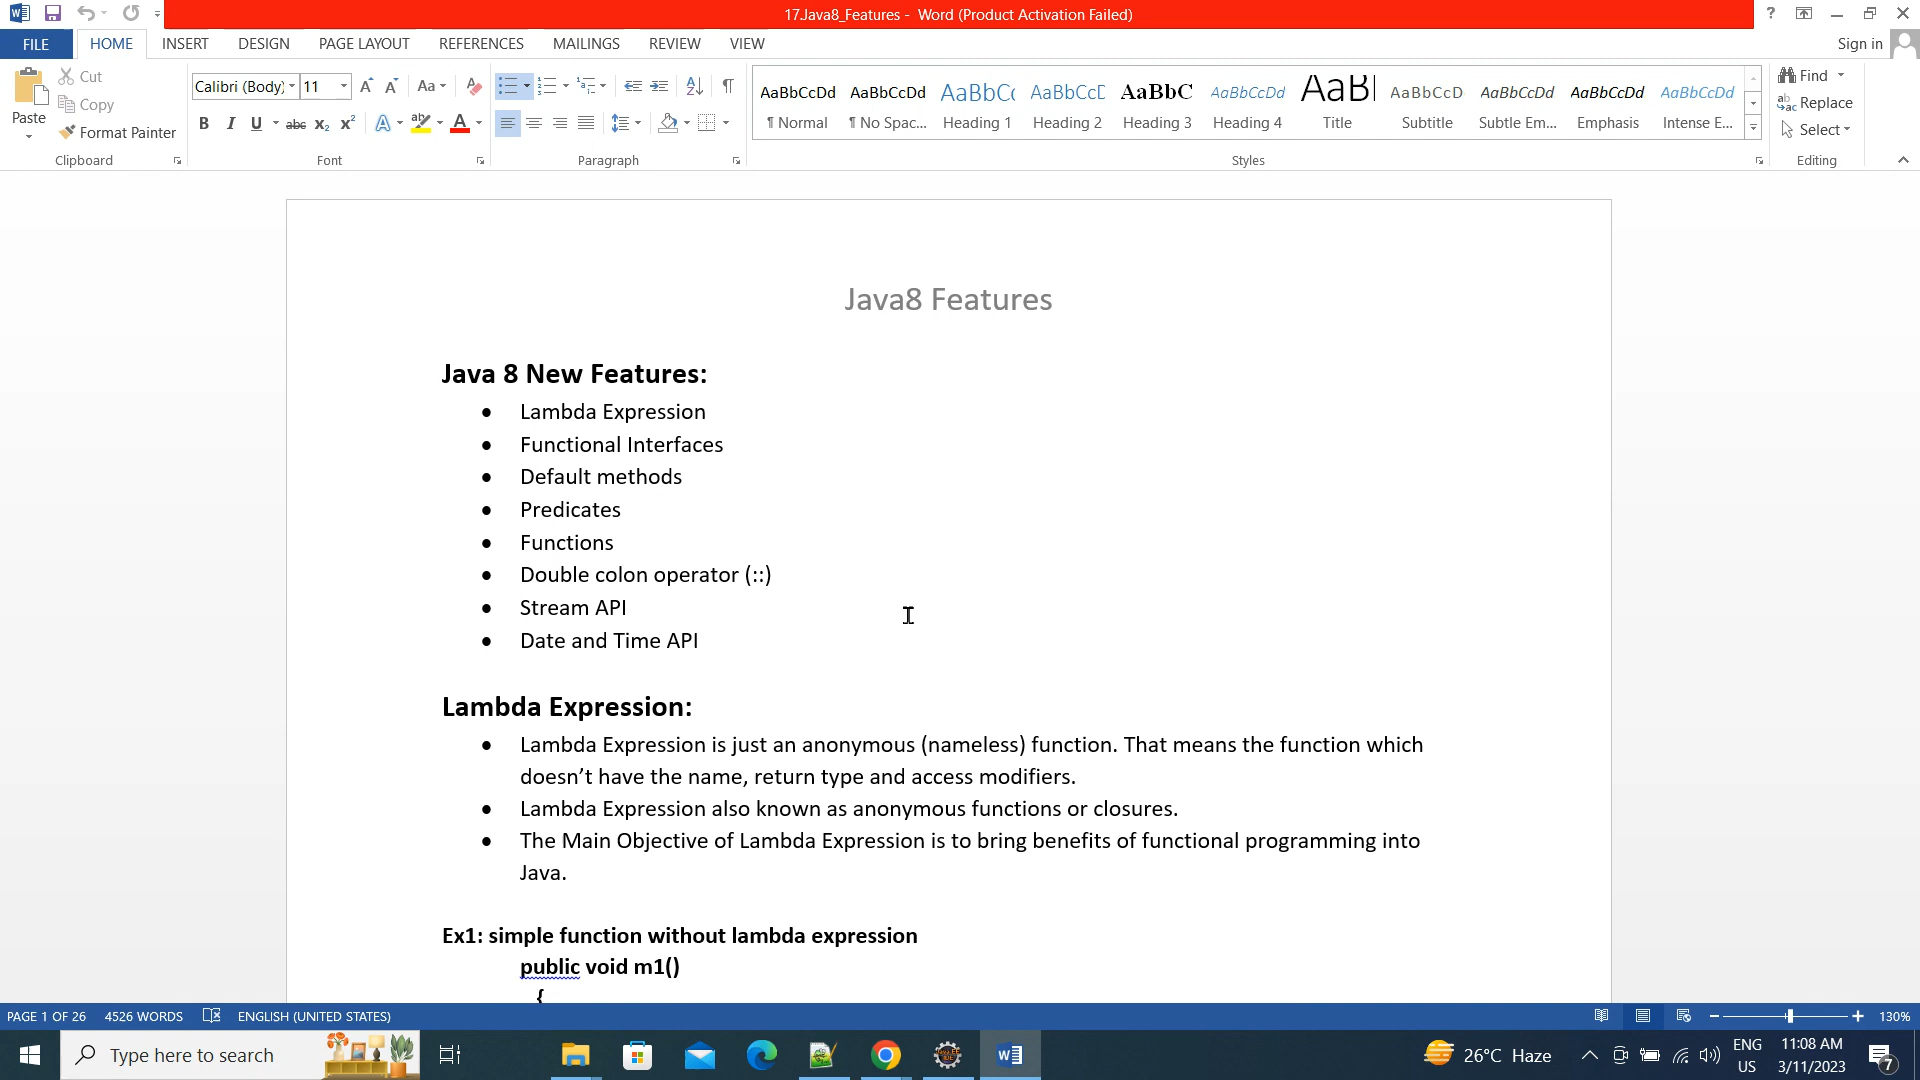 17.Java8_Features - Word (Product Activation Failed)
FILE HOME INSERT DESIGN PAGE LAYOUT REFERENCES MAILINGS REVIEW VIEW Sign in
Paste
Cut
Copy
Format Painter
Clipboard
Calibri (Body) 11
Font
Paragraph
AaBbCcDd AaBbCcDd AaBbCc AaBbCcD AaBbC AaBbCcDd AaBl AaBbCcD AaBbCcDd AaBbCcDd AaBbCcDd
¶ Normal ¶ No Spac... Heading 1 Heading 2 Heading 3 Heading 4 Title Subtitle Subtle Em... Emphasis Intense E...
Styles
Find
Replace
Select
Editing
Java8 Features
Java 8 New Features:
• Lambda Expression
• Functional Interfaces
• Default methods
• Predicates
• Functions
• Double colon operator (::)
• Stream API
• Date and Time API
Lambda Expression:
• Lambda Expression is just an anonymous (nameless) function. That means the function which
doesn’t have the name, return type and access modifiers.
• Lambda Expression also known as anonymous functions or closures.
• The Main Objective of Lambda Expression is to bring benefits of functional programming into
Java.
Ex1: simple function without lambda expression
public void m1()
{
PAGE 1 OF 26 4526 WORDS ENGLISH (UNITED STATES) 130%
Type here to search
26°C Haze
ENG
US
11:08 AM
3/11/2023
7